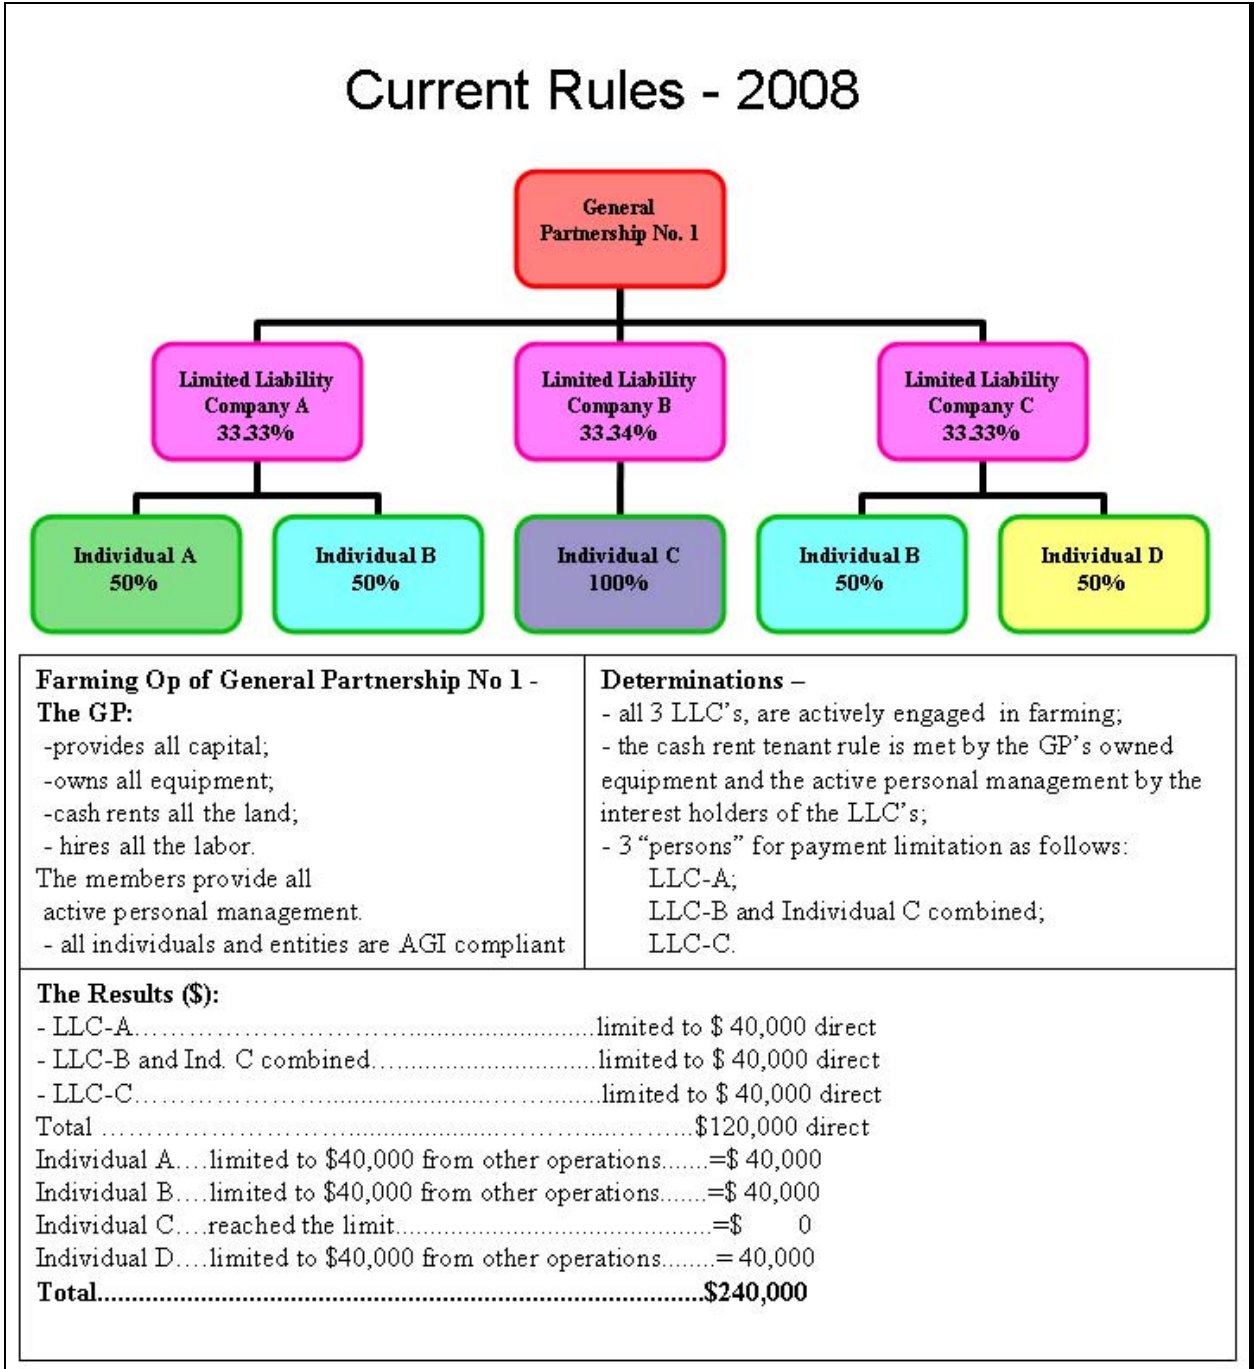 Current Rules - 2008
General
Partnership No. 1
Limited Liability
Company A
33.33%
Limited Liability
Company B
33.34%
Limited Liability
Company C
33.33%
Individual A
50%
Individual B
50%
Individual C
100%
Individual B
50%
Individual D
50%
Farming Op of General Partnership No 1 -
The GP:
-provides all capital;
-owns all equipment;
-cash rents all the land;
- hires all the labor.
The members provide all
active personal management.
- all individuals and entities are AGI compliant
Determinations –
- all 3 LLC's, are actively engaged in farming;
- the cash rent tenant rule is met by the GP's owned
equipment and the active personal management by the
interest holders of the LLC's;
- 3 "persons" for payment limitation as follows:
LLC-A;
LLC-B and Individual C combined;
LLC-C.
The Results ($):
- LLC-A..............................limited to $ 40,000 direct
- LLC-B and Ind. C combined..............................limited to $ 40,000 direct
- LLC-C..............................limited to $ 40,000 direct
Total ..............................$120,000 direct
Individual A....limited to $40,000 from other operations.......=$ 40,000
Individual B....limited to $40,000 from other operations.......=$ 40,000
Individual C....reached the limit..............................=$ 0
Individual D....limited to $40,000 from other operations........= 40,000
Total..............................$240,000